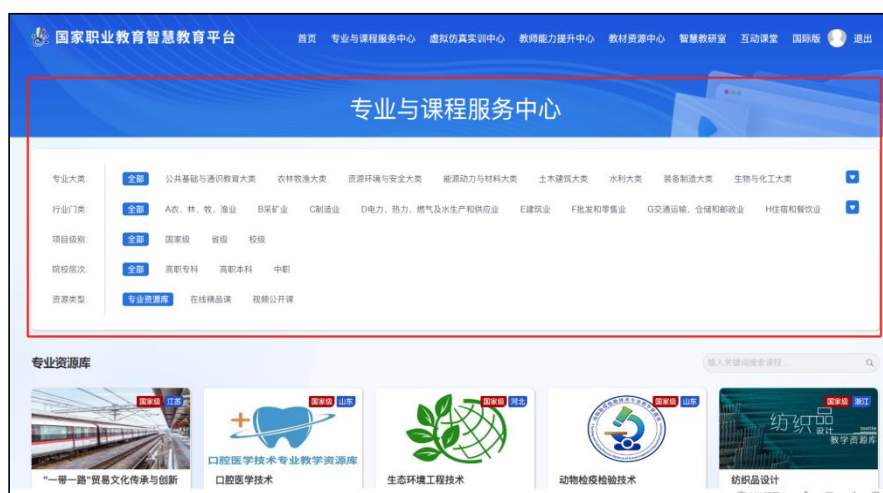 国家职业教育智慧教育平台
首页 专业与课程服务中心 虚拟仿真实训中心 教师能力提升中心 教材资源中心 智慧教研室 互动课堂 国际版 退出
专业与课程服务中心
专业大类: 全部 公共基础与通识教育大类 农林牧渔大类 资源环境与安全大类 能源动力与材料大类 土木建筑大类 水利大类 装备制造大类 生物与化工大类
行业门类: 全部 A农、林、牧、渔业 B采矿业 C制造业 D电力、热力、燃气及水生产和供应业 E建筑业 F批发和零售业 G交通运输、仓储和邮政业 H住宿和餐饮业
项目级别: 全部 国家级 省级 校级
院校层次: 全部 高职专科 高职本科 中职
资源类型: 专业资源库 在线精品课 视频公开课
专业资源库
输入关键词搜索课程...
国家级 江苏
国家级 山东
国家级 河北
国家级 山东
国家级 浙江
口腔医学技术专业教学资源库
纺织品
设计
教学资源库
"一带一路"贸易文化传承与创新
口腔医学技术
生态环境工程技术
动物检疫检验技术
纺织品设计